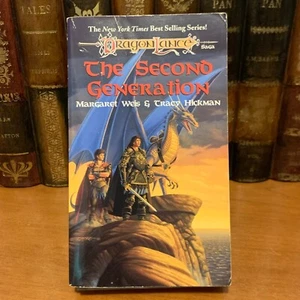 The New York Times Best Selling Series!
DRAGONLANCE
SAGA
The Second
Generation
MARGARET WEIS & TRACY HICKMAN